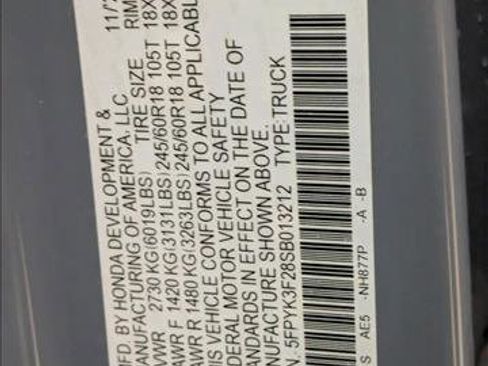 MFD. BY HONDA DEVELOPMENT & 11/
MANUFACTURING OF AMERICA, LLC TIRE SIZE RIM
GVWR 2730 KG(6019LBS)
GAWR F 1420 KG(3131LBS) 245/60R18 105T 18X
GAWR R 1480 KG(3263LBS) 245/60R18 105T 18X
THIS VEHICLE CONFORMS TO ALL APPLICABLE
FEDERAL MOTOR VEHICLE SAFETY
STANDARDS IN EFFECT ON THE DATE OF
MANUFACTURE SHOWN ABOVE.
N.: 5FPYK3F28SB013212 TYPE:TRUCK
S AE5 -NH877P -A -B